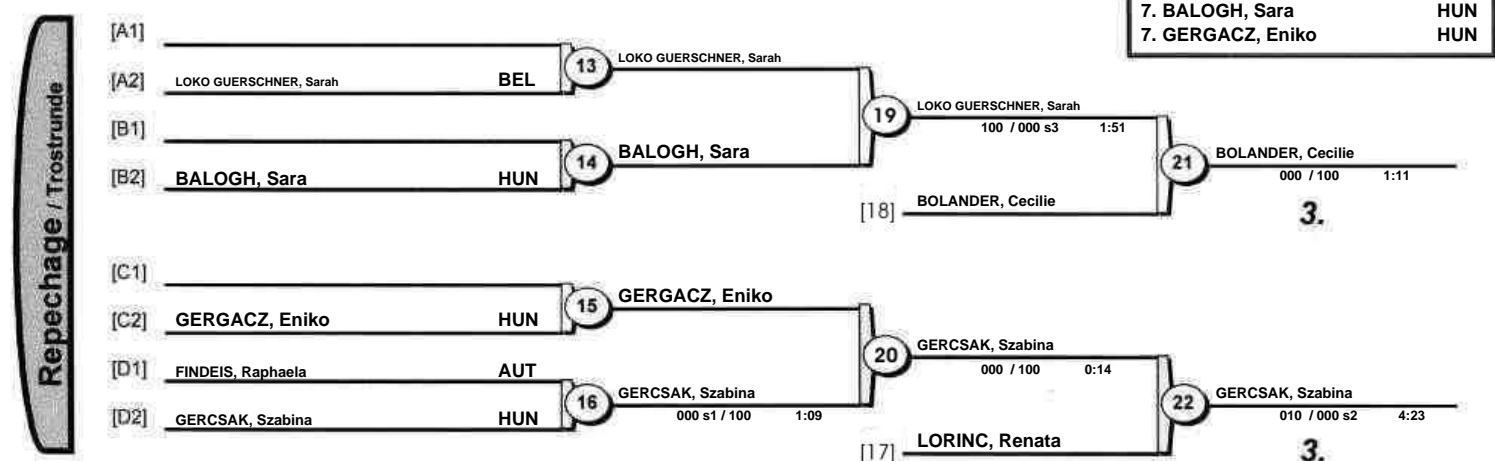 7. BALOGH, Sara HUN
7. GERGACZ, Eniko HUN
Repechage / Trostrunde
[A1]
[A2] LOKO GUERSCHNER, Sarah BEL
13 LOKO GUERSCHNER, Sarah
[B1]
[B2] BALOGH, Sara HUN
14 BALOGH, Sara
19 LOKO GUERSCHNER, Sarah
100 / 000 s3 1:51
[18] BOLANDER, Cecilie
21 BOLANDER, Cecilie
000 / 100 1:11
3.
[C1]
[C2] GERGACZ, Eniko HUN
15 GERGACZ, Eniko
[D1] FINDEIS, Raphaela AUT
[D2] GERCSAK, Szabina HUN
16 GERCSAK, Szabina
000 s1 / 100 1:09
20 GERCSAK, Szabina
000 / 100 0:14
[17] LORINC, Renata
22 GERCSAK, Szabina
010 / 000 s2 4:23
3.